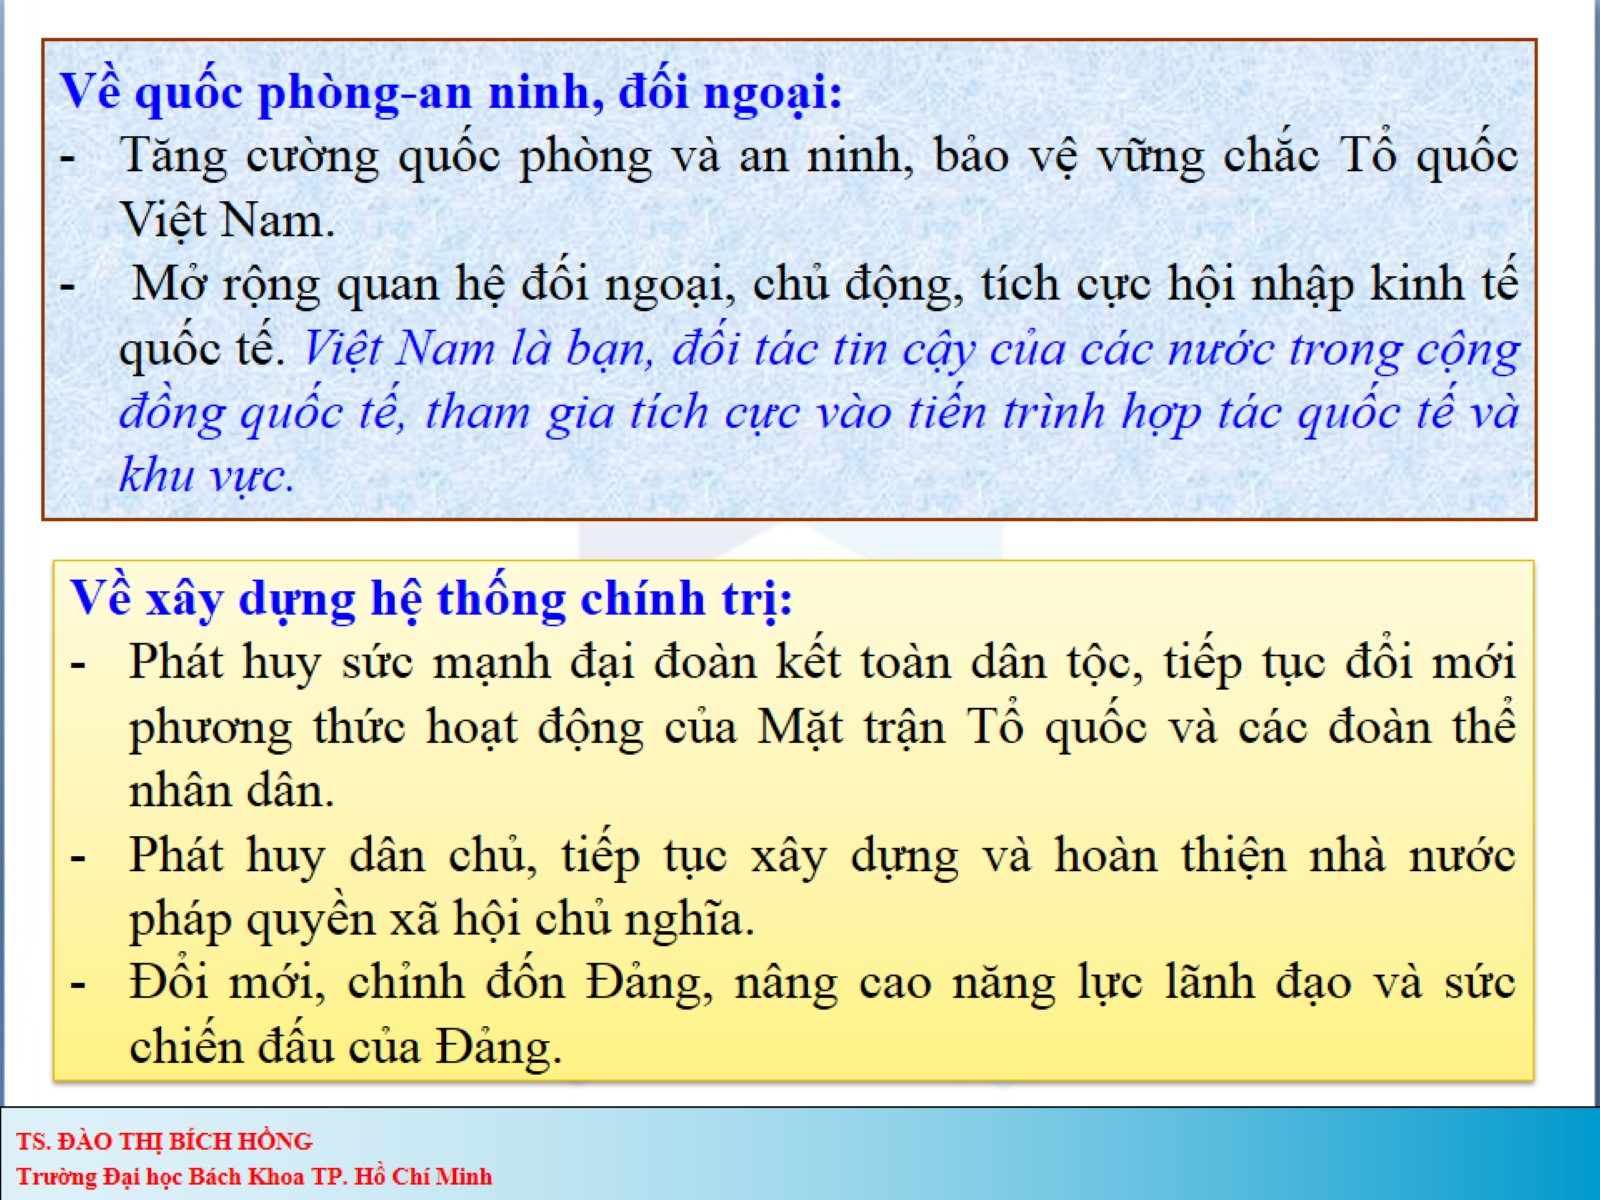 Về quốc phòng-an ninh, đối ngoại:
- Tăng cường quốc phòng và an ninh, bảo vệ vững chắc Tổ quốc
Việt Nam.
- Mở rộng quan hệ đối ngoại, chủ động, tích cực hội nhập kinh tế
quốc tế. Việt Nam là bạn, đối tác tin cậy của các nước trong cộng
đồng quốc tế, tham gia tích cực vào tiến trình hợp tác quốc tế và
khu vực.
Về xây dựng hệ thống chính trị:
- Phát huy sức mạnh đại đoàn kết toàn dân tộc, tiếp tục đổi mới
phương thức hoạt động của Mặt trận Tổ quốc và các đoàn thể
nhân dân.
- Phát huy dân chủ, tiếp tục xây dựng và hoàn thiện nhà nước
pháp quyền xã hội chủ nghĩa.
- Đổi mới, chỉnh đốn Đảng, nâng cao năng lực lãnh đạo và sức
chiến đấu của Đảng.
TS. ĐÀO THỊ BÍCH HỒNG
Trường Đại học Bách Khoa TP. Hồ Chí Minh